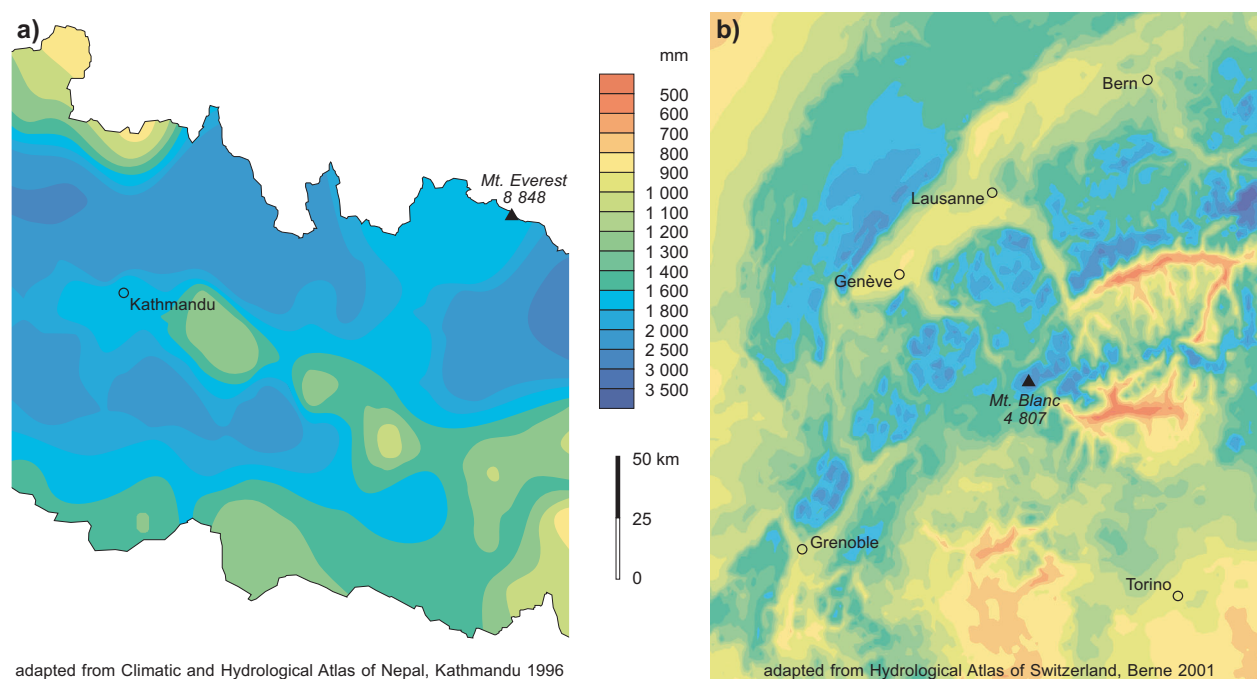 a)
Mt. Everest
8 848
Kathmandu
adapted from Climatic and Hydrological Atlas of Nepal, Kathmandu 1996
mm
500
600
700
800
900
1 000
1 100
1 200
1 300
1 400
1 600
1 800
2 000
2 500
3 000
3 500
50 km
25
0
b)
Bern
Lausanne
Genève
Mt. Blanc
4 807
Grenoble
Torino
adapted from Hydrological Atlas of Switzerland, Berne 2001